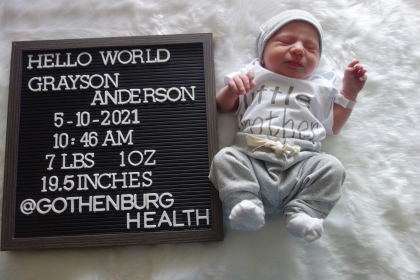 HELLO WORLD
GRAYSON
ANDERSON
5-10-2021
10:46 AM
7 LBS 1OZ
19.5 INCHES
@GOTHENBURG
HEALTH
little
brother